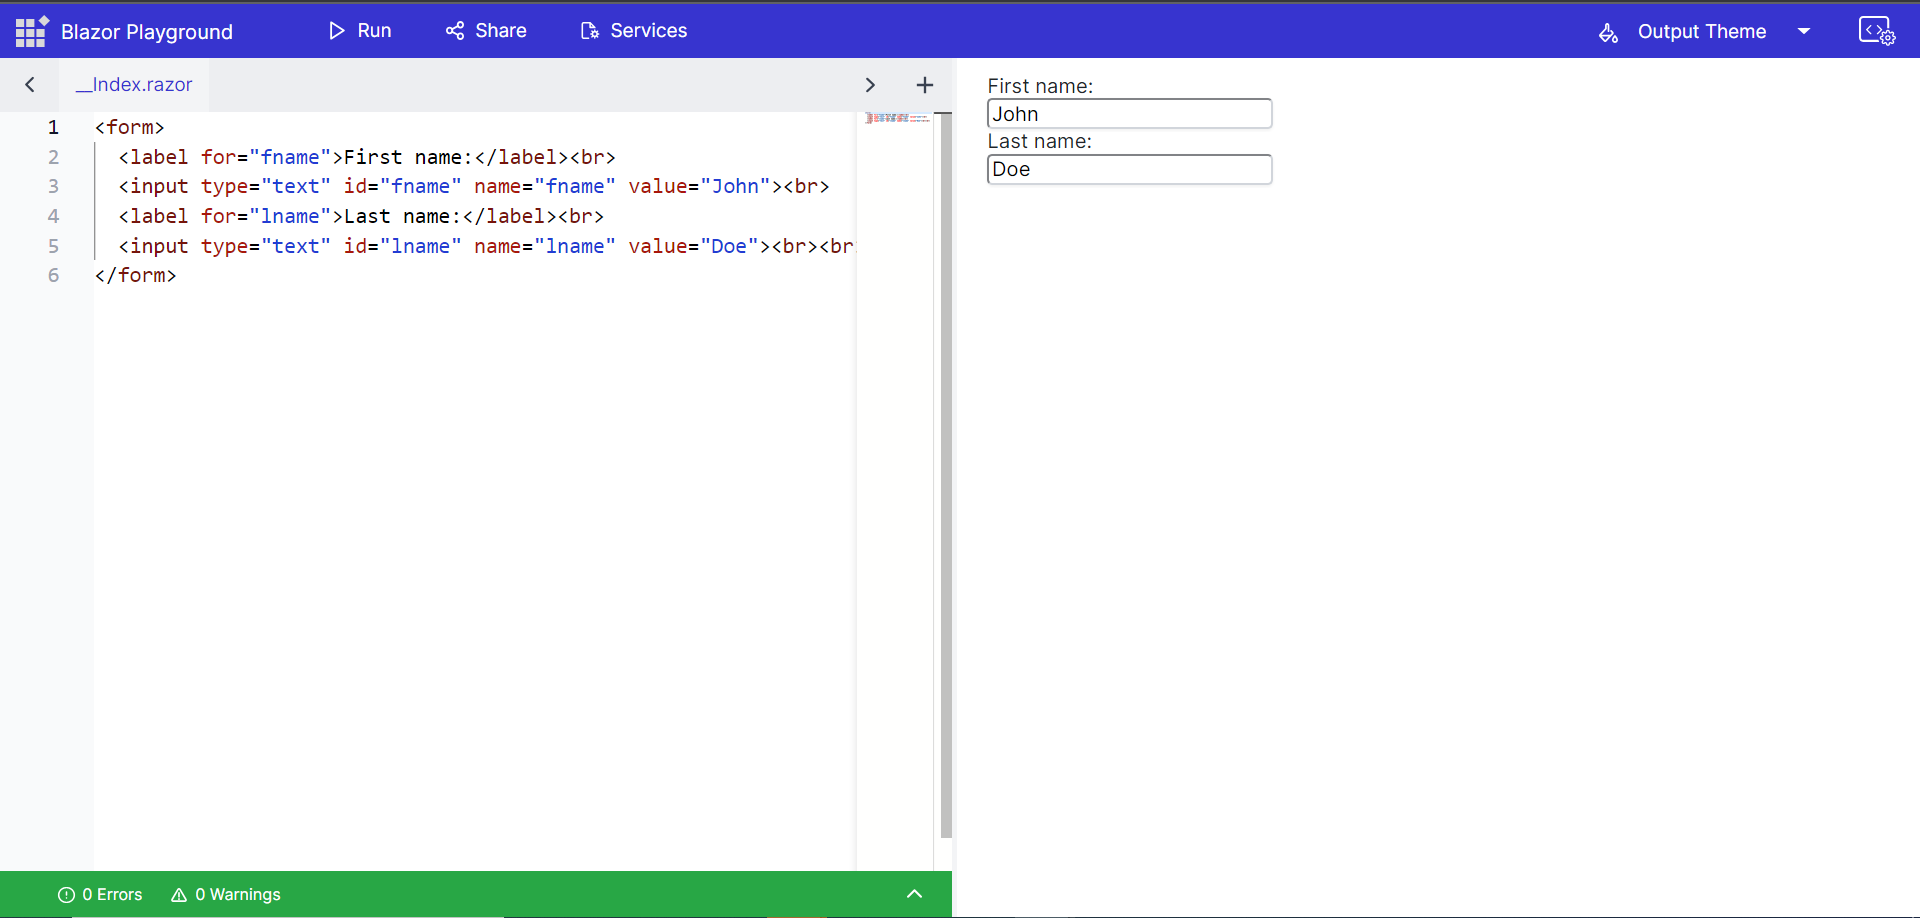 Blazor Playground
Run
Share
Services
Output Theme
__Index.razor
1 <form>
2 <label for="fname">First name:</label><br>
3 <input type="text" id="fname" name="fname" value="John"><br>
4 <label for="lname">Last name:</label><br>
5 <input type="text" id="lname" name="lname" value="Doe"><br><br
6 </form>
First name:
John
Last name:
Doe
0 Errors
0 Warnings